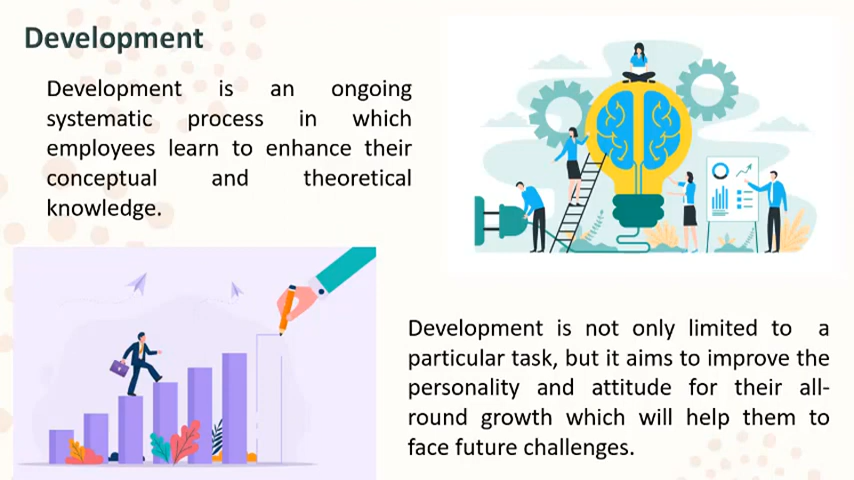 Development
Development is an ongoing
systematic process in which
employees learn to enhance their
conceptual and theoretical
knowledge.
Development is not only limited to a
particular task, but it aims to improve the
personality and attitude for their all-
round growth which will help them to
face future challenges.